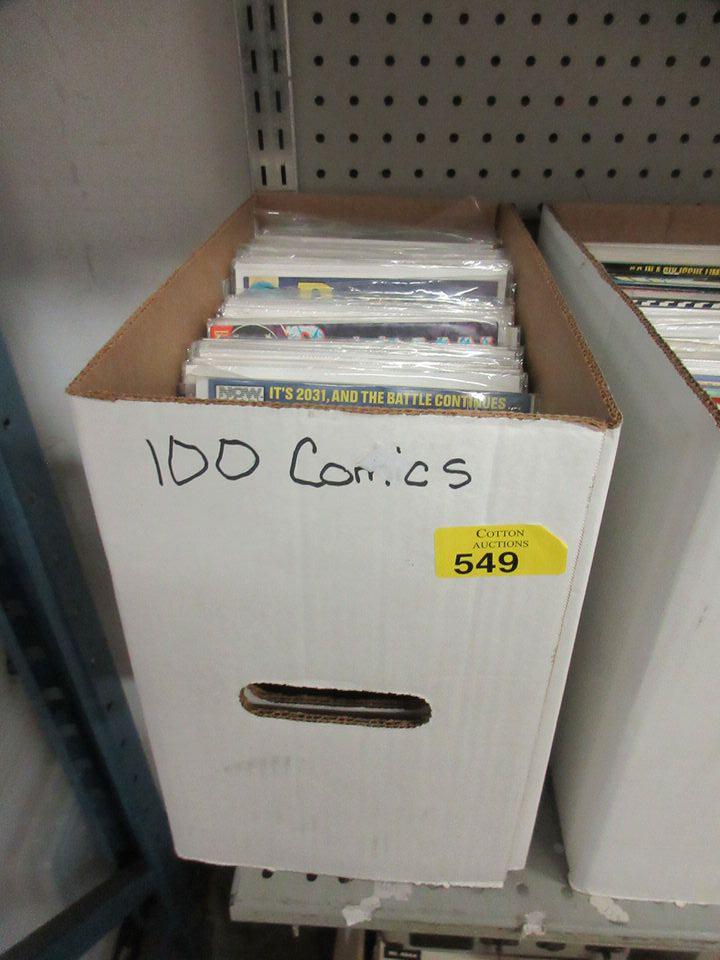 NOW IT'S 2031, AND THE BATTLE CONTINUES
100 Comics
COTTON
AUCTIONS
549